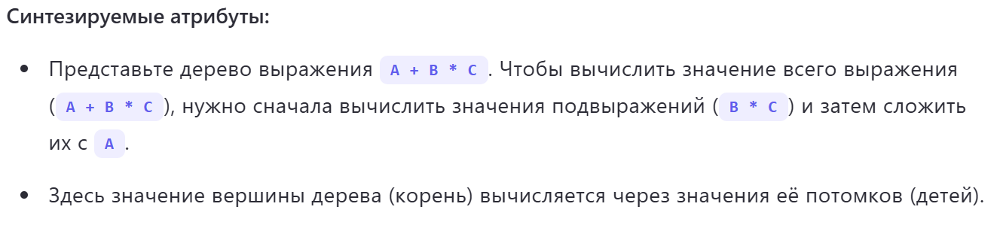 Синтезируемые атрибуты:
• Представьте дерево выражения A + B * C. Чтобы вычислить значение всего выражения
(A + B * C), нужно сначала вычислить значения подвыражений (B * C) и затем сложить
их с A.
• Здесь значение вершины дерева (корень) вычисляется через значения её потомков (детей).